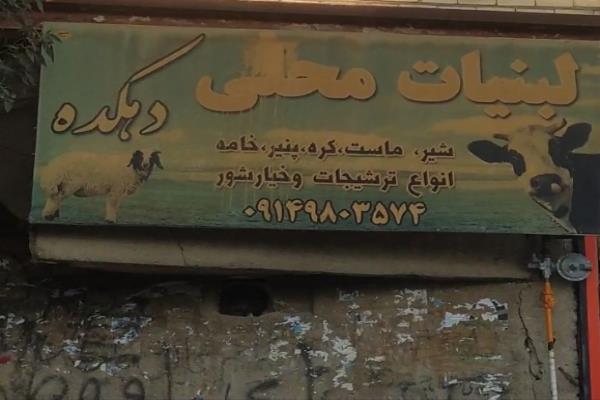 لبنیات محلی
دهکده
شیر، ماست،کره،پنیر،خامه
انواع ترشیجات وخیارشور
۰۹۱۴۹۸۰۳۵۷۴